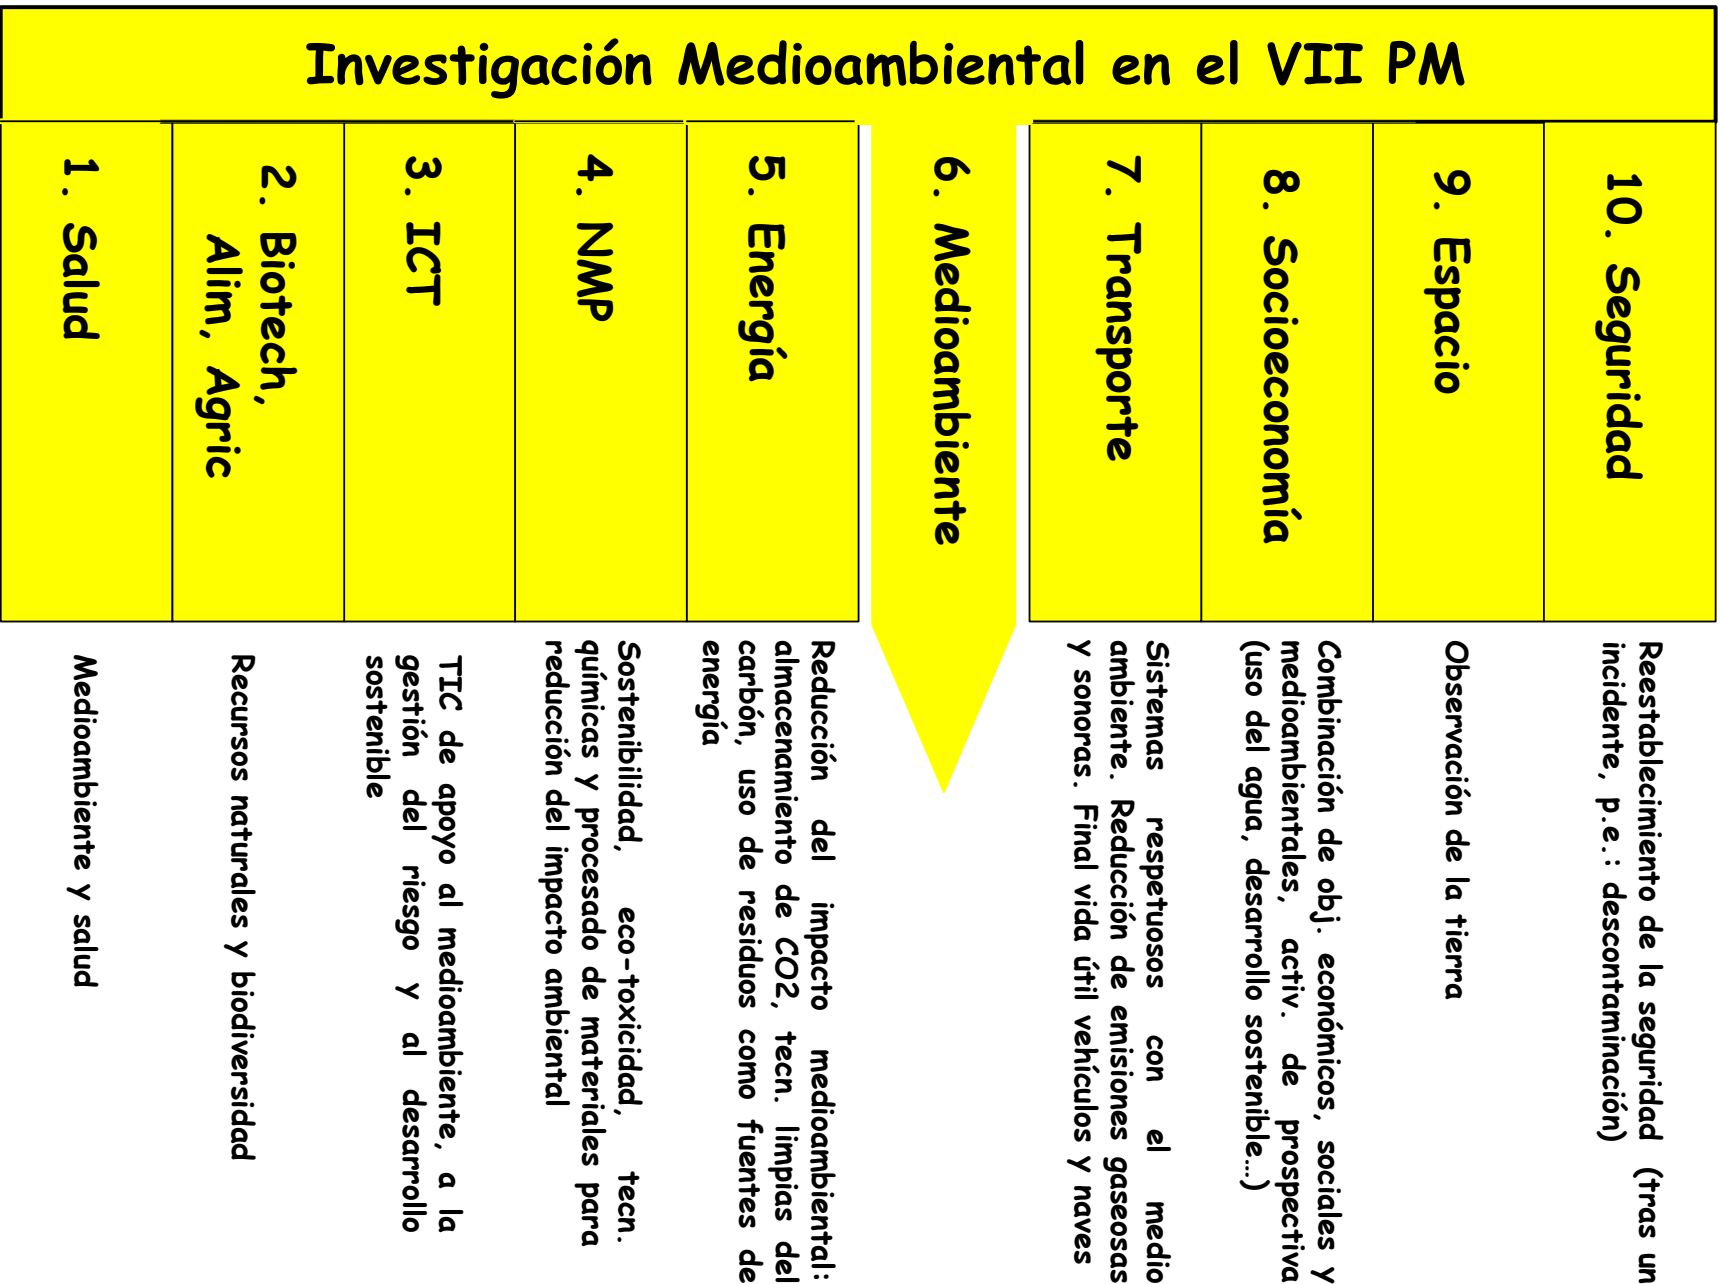 Investigación Medioambiental en el VII PM
1. Salud
Medioambiente y salud
2. Biotech,
Alim, Agric
Recursos naturales y biodiversidad
3. ICT
TIC de apoyo al medioambiente, a la
gestión del riesgo y al desarrollo
sostenible
4. NMP
Sostenibilidad, eco-toxicidad, tecn.
químicas y procesado de materiales para
reducción del impacto ambiental
5. Energía
Reducción del impacto medioambiental:
almacenamiento de CO2, tecn. limpias del
carbón, uso de residuos como fuentes de
energía
6. Medioambiente
7. Transporte
Sistemas respetuosos con el medio
ambiente. Reducción de emisiones gaseosas
y sonoras. Final vida útil vehículos y naves
8. Socioeconomía
Combinación de obj. económicos, sociales y
medioambientales, activ. de prospectiva
(uso del agua, desarrollo sostenible…)
9. Espacio
Observación de la tierra
10. Seguridad
Reestablecimiento de la seguridad (tras un
incidente, p.e.: descontaminación)